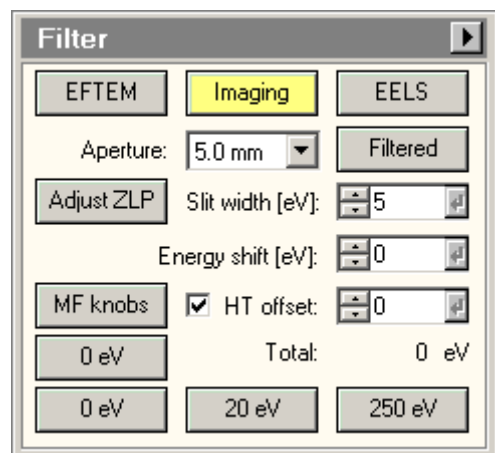 Filter
EFTEM Imaging EELS
Aperture: 5.0 mm Filtered
Adjust ZLP Slit width [eV]: 5
Energy shift [eV]: 0
MF knobs HT offset: 0
0 eV Total: 0 eV
0 eV 20 eV 250 eV